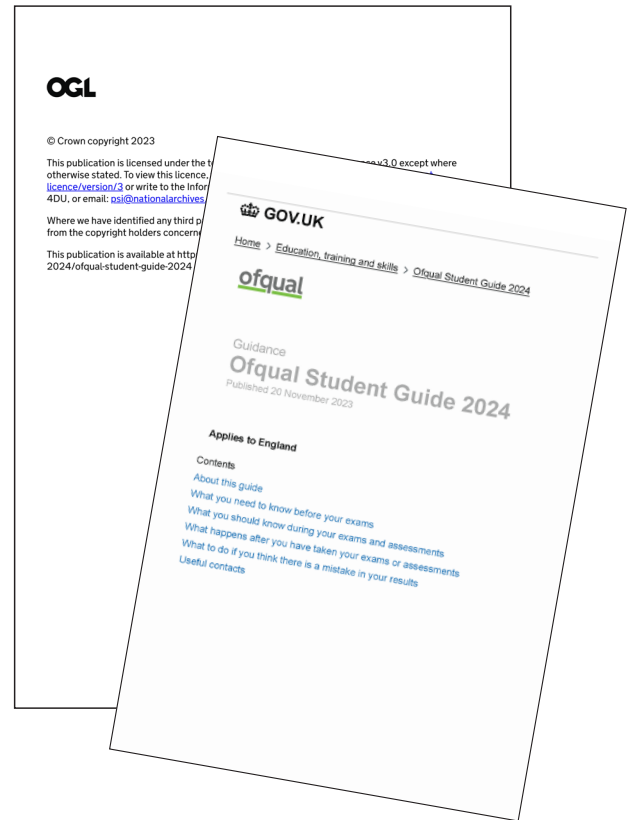 OGL
© Crown copyright 2023
This publication is licensed under the t
v3.0 except where
otherwise stated. To view this licence,
licence/version/3 or write to the Infor
4DU, or email: psi@nationalarchives.
Where we have identified any third p
from the copyright holders concerne
This publication is available at http
2024/ofqual-student-guide-2024
GOV.UK
Home > Education, training and skills > Ofqual Student Guide 2024
ofqual
Guidance
Ofqual Student Guide 2024
Published 20 November 2023
Applies to England
Contents
About this guide
What you need to know before your exams
What you should know during your exams and assessments
What happens after you have taken your exams or assessments
What to do if you think there is a mistake in your results
Useful contacts